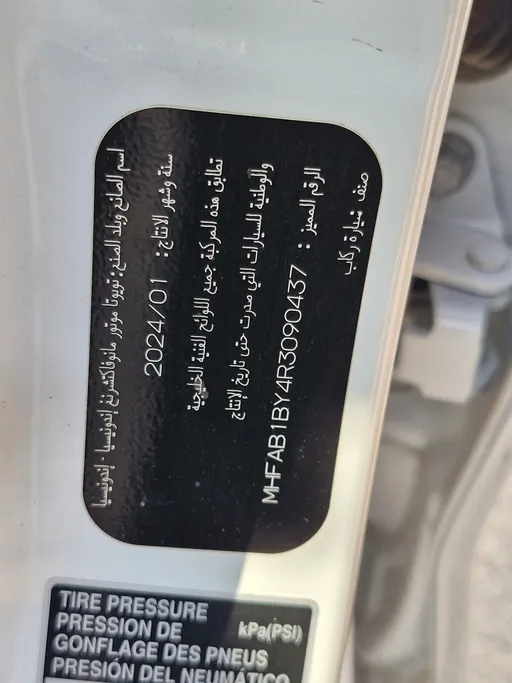 اسم الصانع وبلد الصنع: تويوتا موتور مانوفاكتشرينغ إندونيسيا - إندونيسيا
سنة وشهر الانتاج: 2024/01
تطابق هذه المركبة جميع اللوائح الفنية الخليجية
والوطنية للسيارات التي صدرت حتى تاريخ الإنتاج
الرقم المميز : MHFAB1BY4R3090437
صنف سيارة ركاب
TIRE PRESSURE
PRESSION DE
GONFLAGE DES PNEUS
PRESIÓN DEL NEUMÁTICO
kPa(PSI)